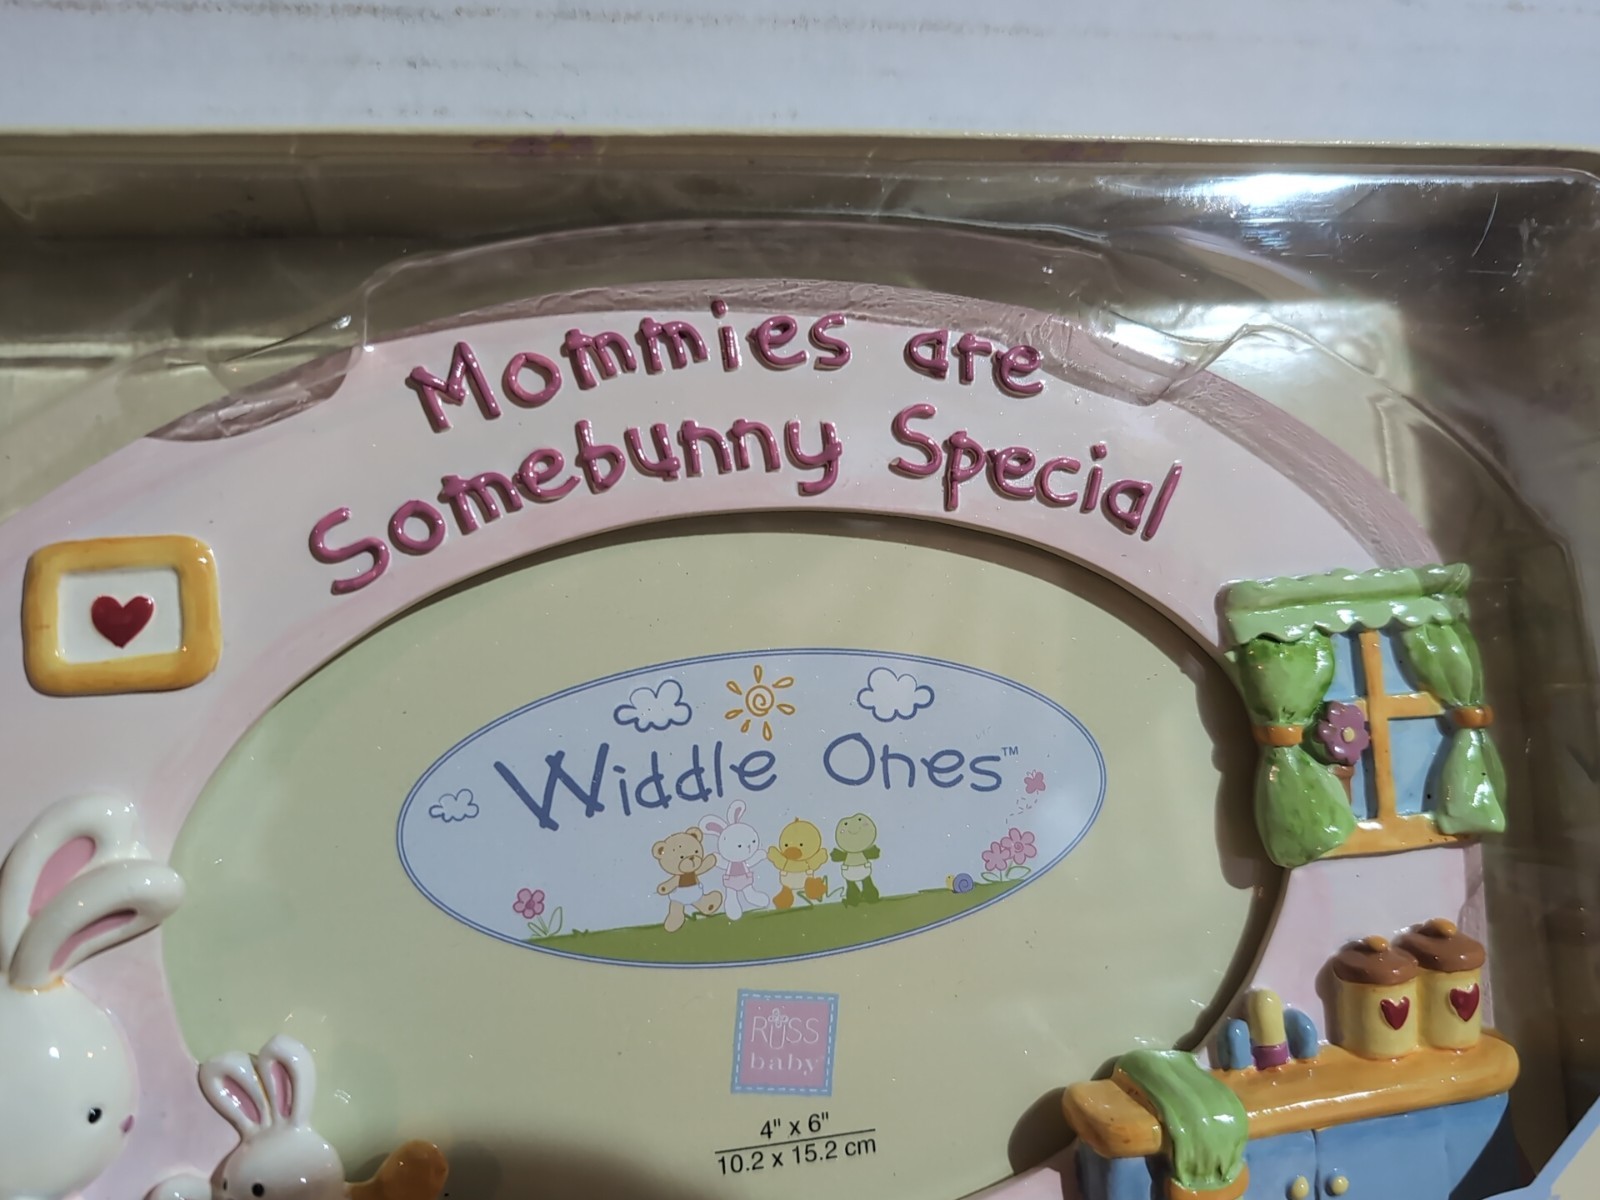 Mommies are
Somebunny Special
Widdle Ones™
RUSS
baby
4" x 6"
10.2 x 15.2 cm